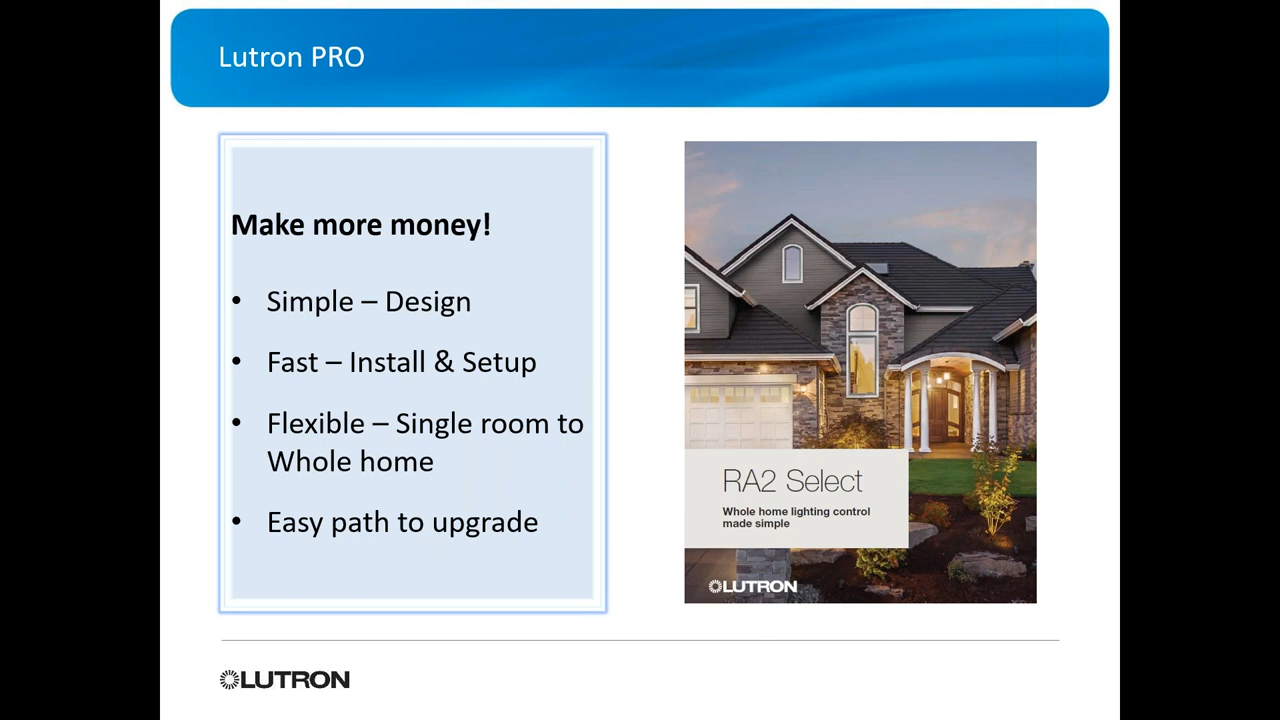 Lutron PRO
Make more money!
• Simple – Design
• Fast – Install & Setup
• Flexible – Single room to
Whole home
• Easy path to upgrade
RA2 Select
Whole home lighting control
made simple
LUTRON
LUTRON